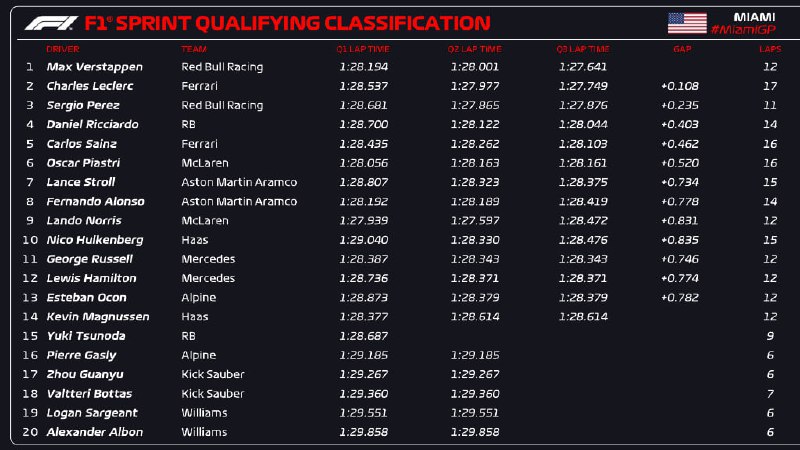 F1® SPRINT QUALIFYING CLASSIFICATION
MIAMI
#MiamiGP
DRIVER TEAM Q1 LAP TIME Q2 LAP TIME Q3 LAP TIME GAP LAPS
1 Max Verstappen Red Bull Racing 1:28.194 1:28.001 1:27.641 12
2 Charles Leclerc Ferrari 1:28.537 1:27.977 1:27.749 +0.108 17
3 Sergio Perez Red Bull Racing 1:28.681 1:27.865 1:27.876 +0.235 11
4 Daniel Ricciardo RB 1:28.700 1:28.122 1:28.044 +0.403 14
5 Carlos Sainz Ferrari 1:28.435 1:28.262 1:28.103 +0.462 16
6 Oscar Piastri McLaren 1:28.056 1:28.163 1:28.161 +0.520 16
7 Lance Stroll Aston Martin Aramco 1:28.807 1:28.323 1:28.375 +0.734 15
8 Fernando Alonso Aston Martin Aramco 1:28.192 1:28.189 1:28.419 +0.778 14
9 Lando Norris McLaren 1:27.939 1:27.597 1:28.472 +0.831 12
10 Nico Hulkenberg Haas 1:29.040 1:28.330 1:28.476 +0.835 15
11 George Russell Mercedes 1:28.387 1:28.343 1:28.343 +0.746 12
12 Lewis Hamilton Mercedes 1:28.736 1:28.371 1:28.371 +0.774 12
13 Esteban Ocon Alpine 1:28.873 1:28.379 1:28.379 +0.782 12
14 Kevin Magnussen Haas 1:28.377 1:28.614 1:28.614 12
15 Yuki Tsunoda RB 1:28.687 9
16 Pierre Gasly Alpine 1:29.185 1:29.185 6
17 Zhou Guanyu Kick Sauber 1:29.267 1:29.267 6
18 Valtteri Bottas Kick Sauber 1:29.360 1:29.360 7
19 Logan Sargeant Williams 1:29.551 1:29.551 6
20 Alexander Albon Williams 1:29.858 1:29.858 6